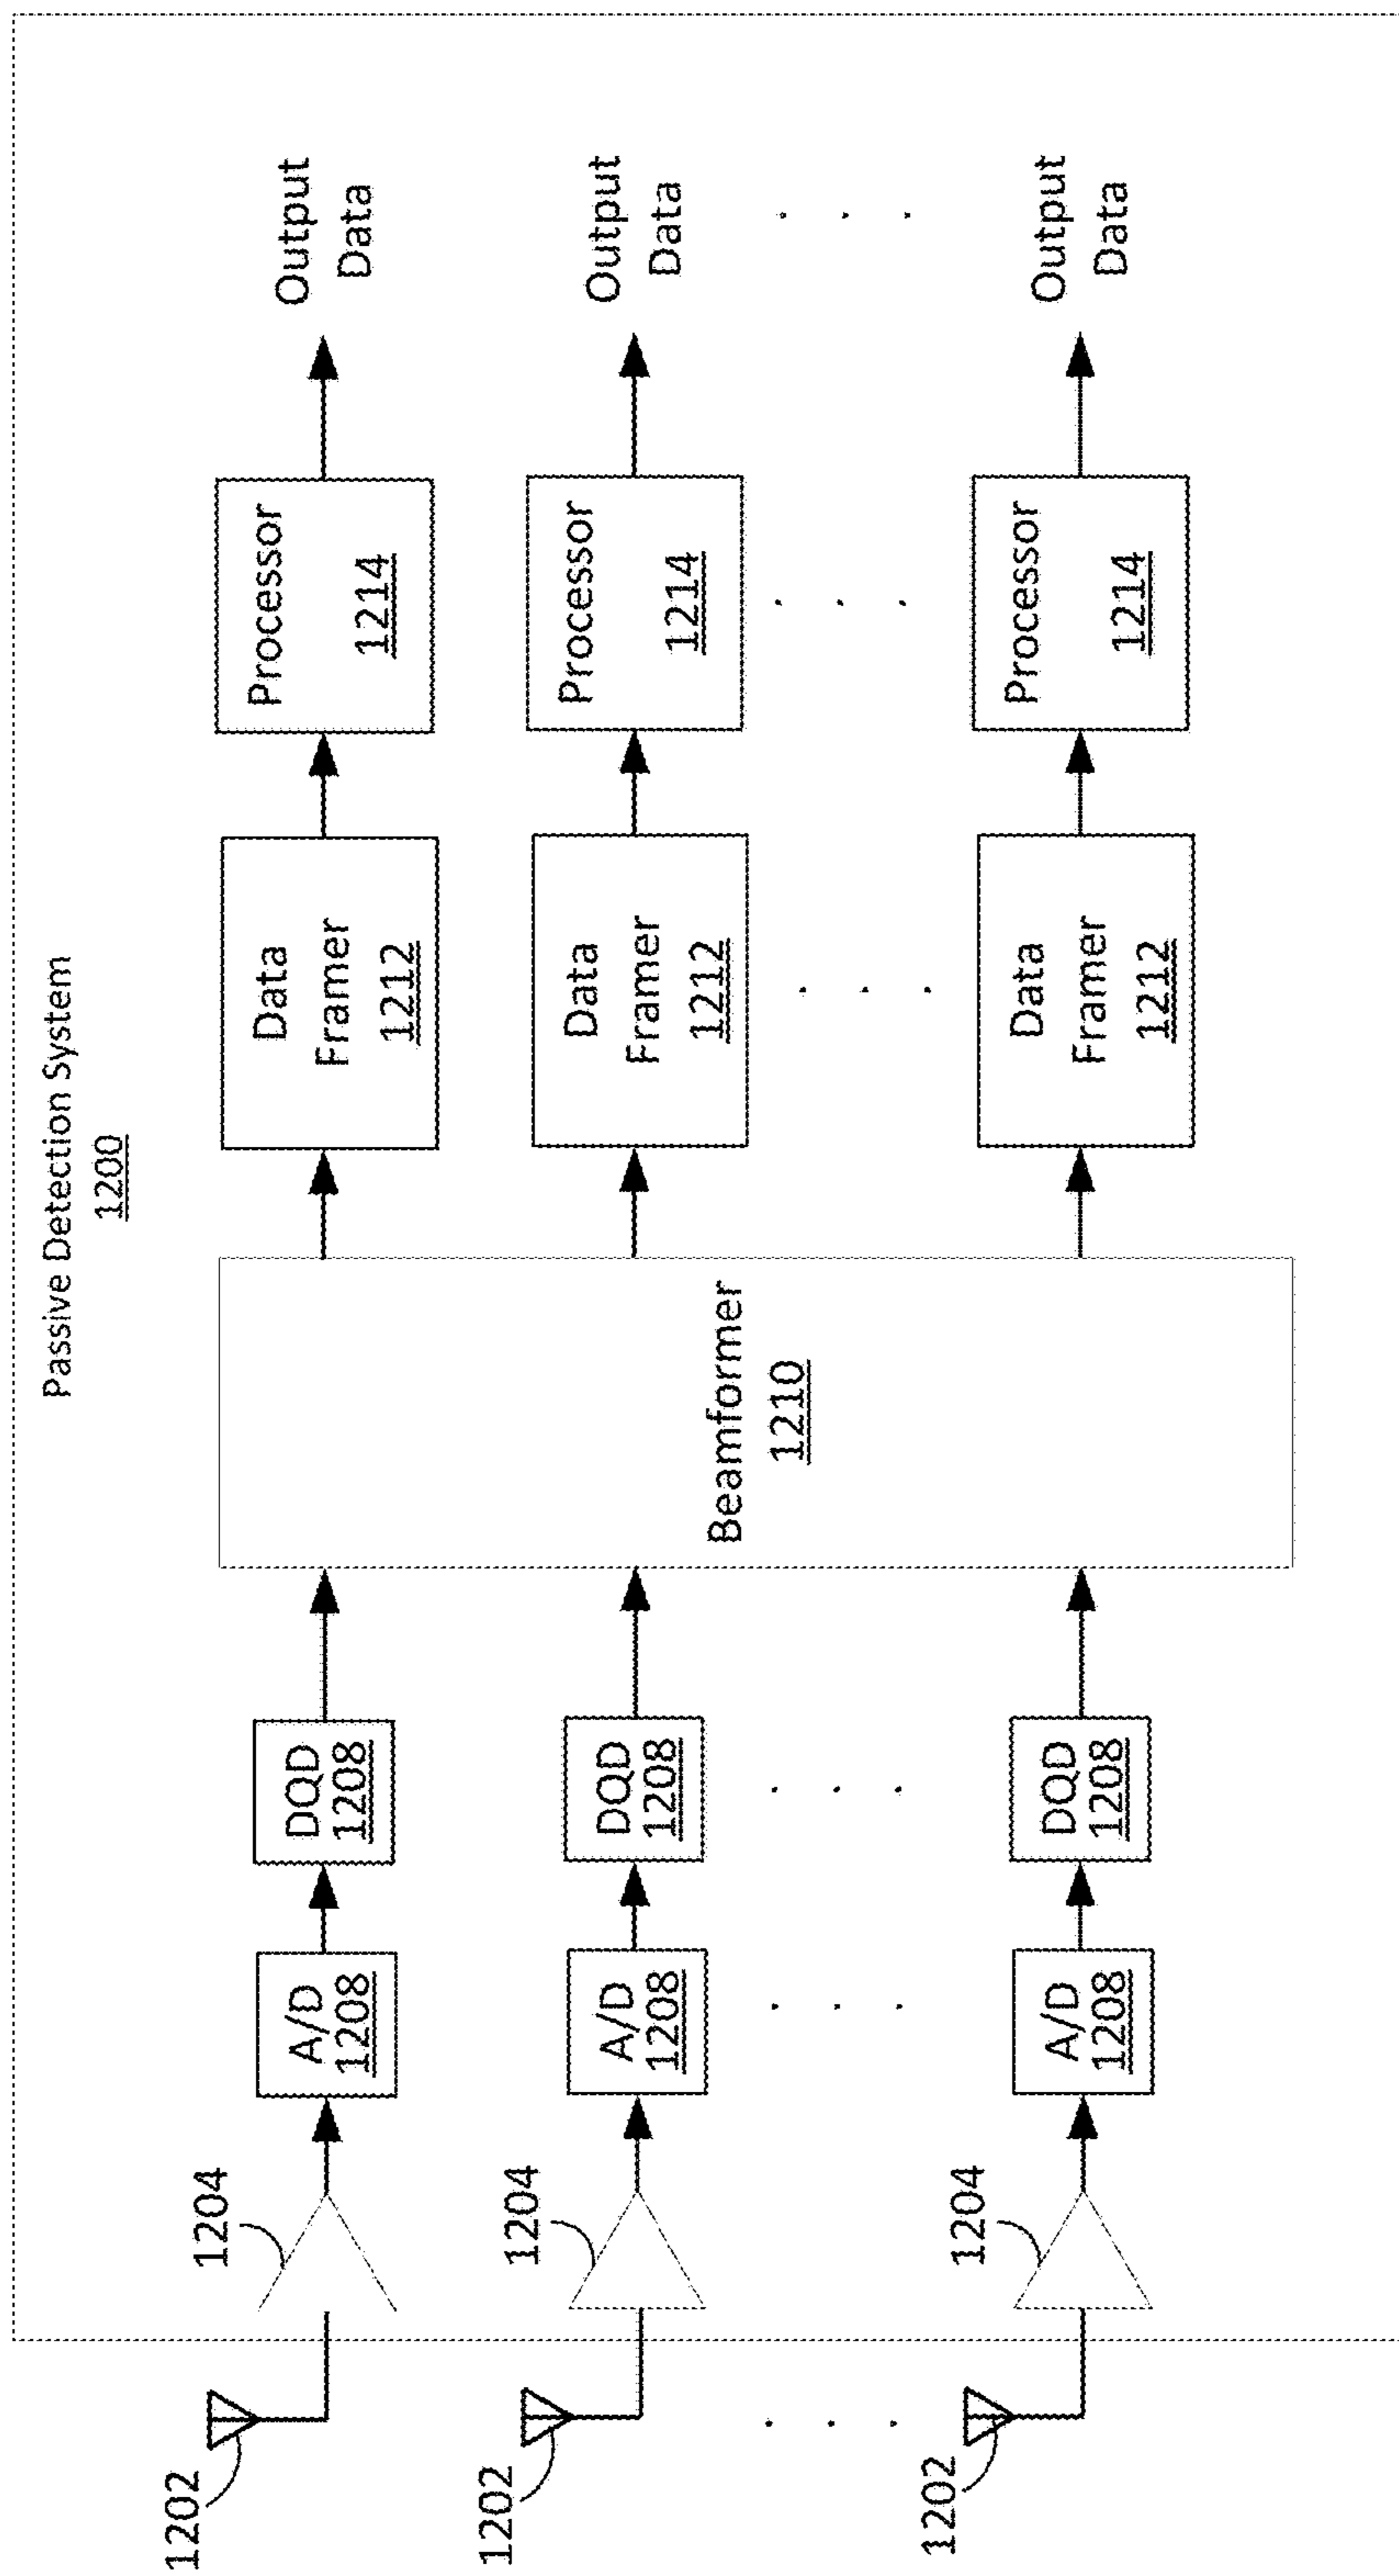 Passive Detection System
1200
1202
1204
A/D
1208
DQD
1208
Beamformer
1210
Data
Framer
1212
Processor
1214
Output
Data
1202
1204
A/D
1208
DQD
1208
Data
Framer
1212
Processor
1214
Output
Data
1202
1204
A/D
1208
DQD
1208
Data
Framer
1212
Processor
1214
Output
Data